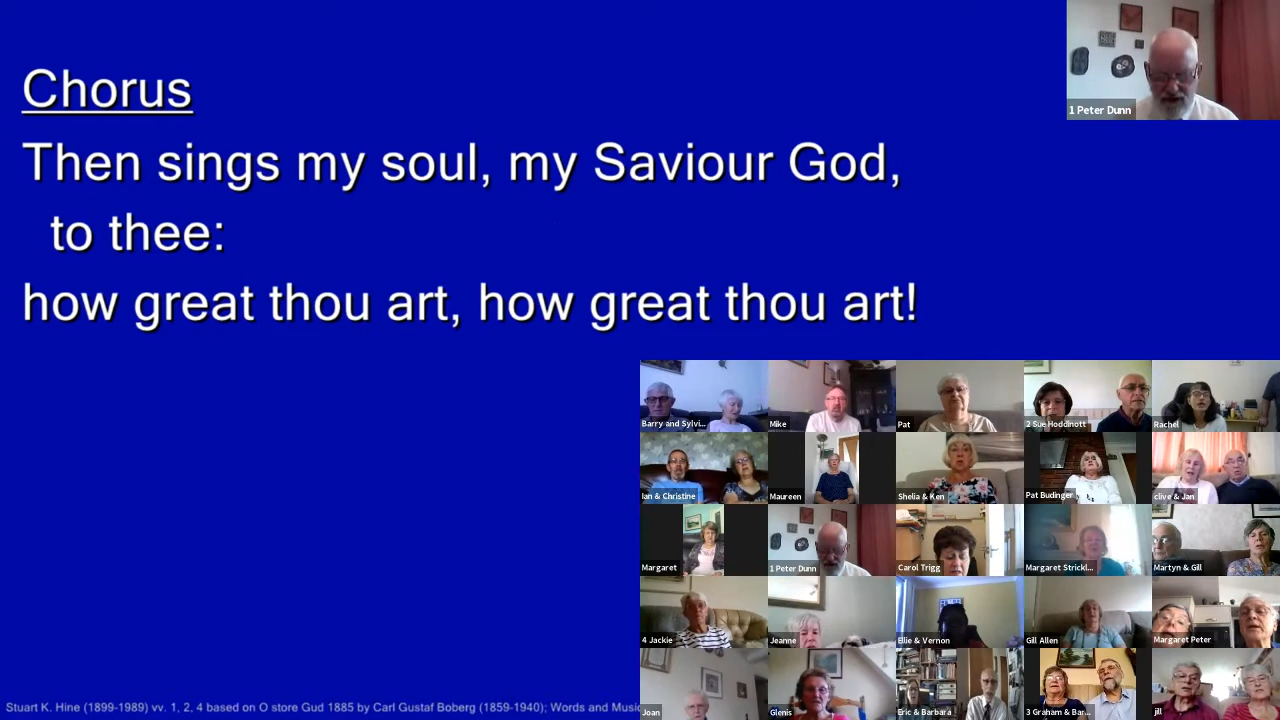 Chorus
Then sings my soul, my Saviour God,
to thee:
how great thou art, how great thou art!
1 Peter Dunn
Barry and Sylvi...
Mike
Pat
2 Sue Hoddinott
Rachel
Ian & Christine
Maureen
Shelia & Ken
Pat Budinger
clive & Jan
Margaret
1 Peter Dunn
Carol Trigg
Margaret Strickl...
Martyn & Gill
4 Jackie
Jeanne
Ellie & Vernon
Gill Allen
Margaret Peter
Joan
Glenis
Eric & Barbara
3 Graham & Bar...
jill
Stuart K. Hine (1899-1989) vv. 1, 2, 4 based on O store Gud 1885 by Carl Gustaf Boberg (1859-1940); Words and Music